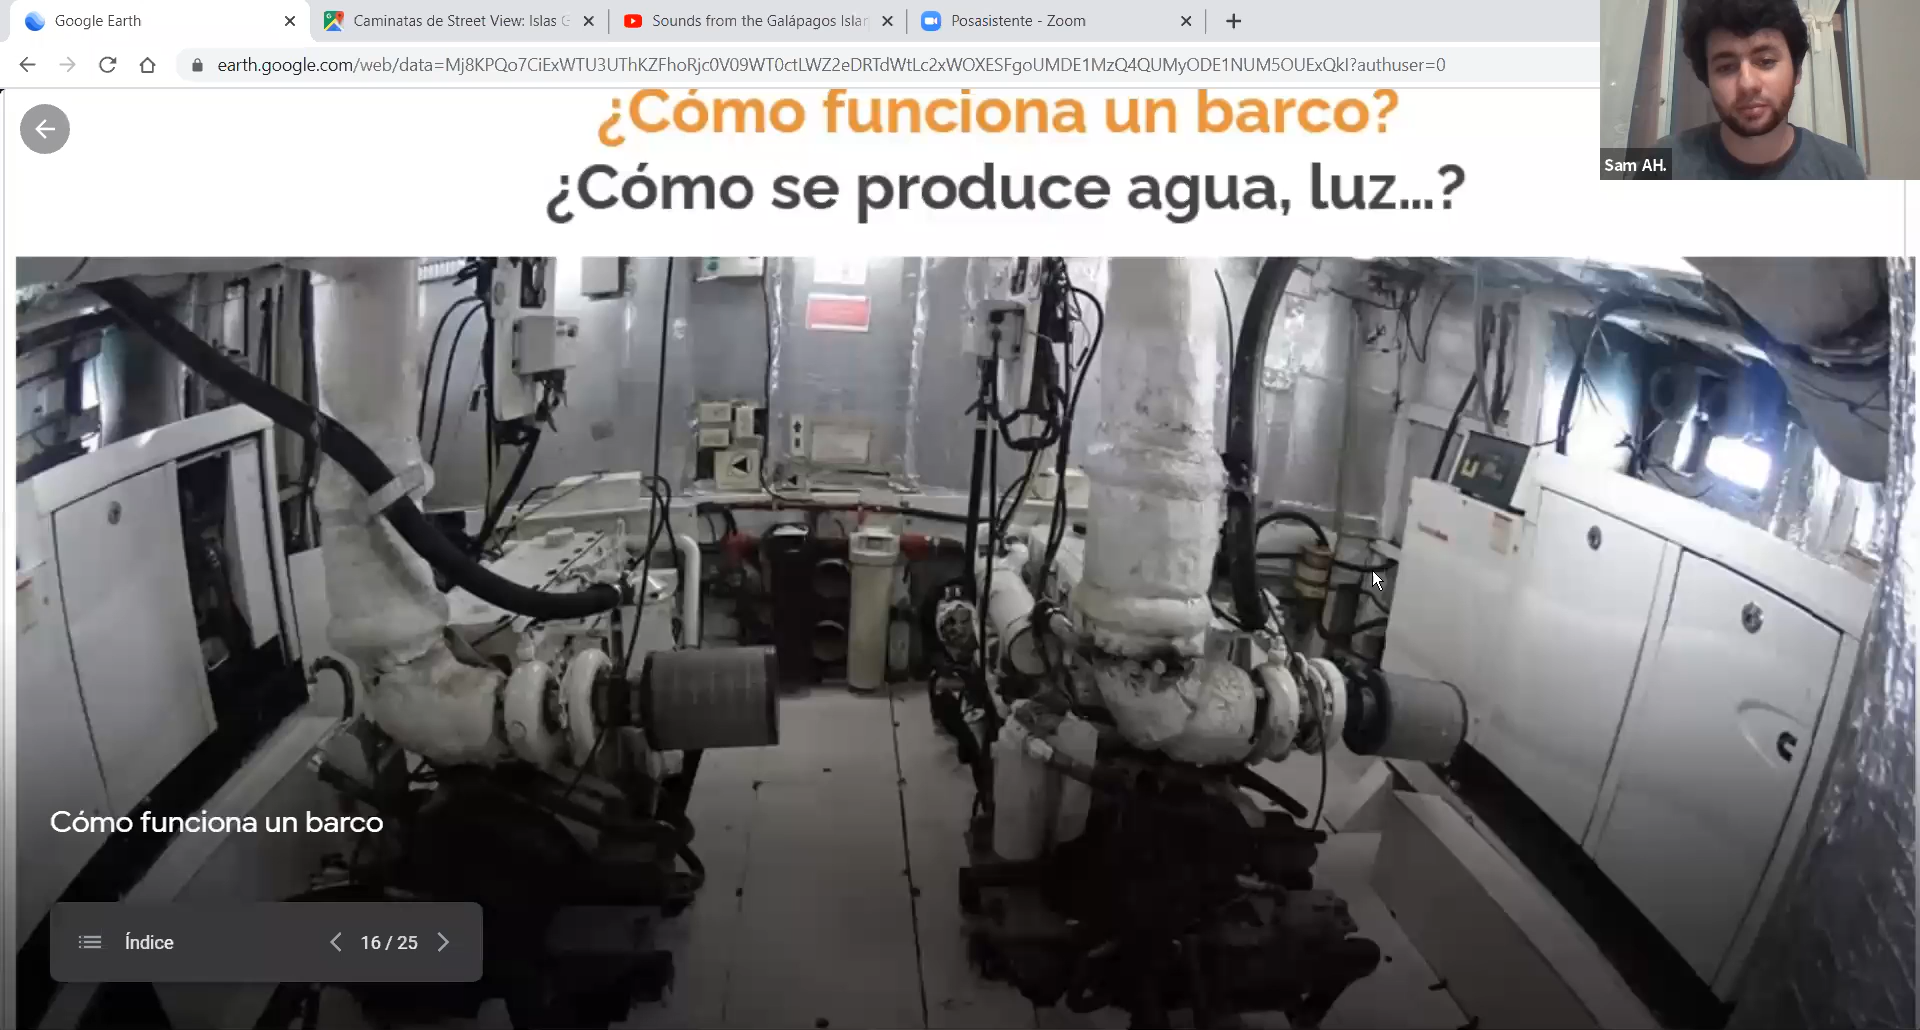 Google Earth
Caminatas de Street View: Islas G
Sounds from the Galápagos Islan
Posasistente - Zoom
earth.google.com/web/data=Mj8KPQo7CiExWTU3UThKZFhoRjc0V09WT0ctLWZ2eDRTdWtLc2xWOXESFgoUMDE1MzQ4QUMyODE1NUM5OUExQkI?authuser=0
Sam AH.
¿Cómo funciona un barco?
¿Cómo se produce agua, luz...?
Cómo funciona un barco
Índice
16 / 25